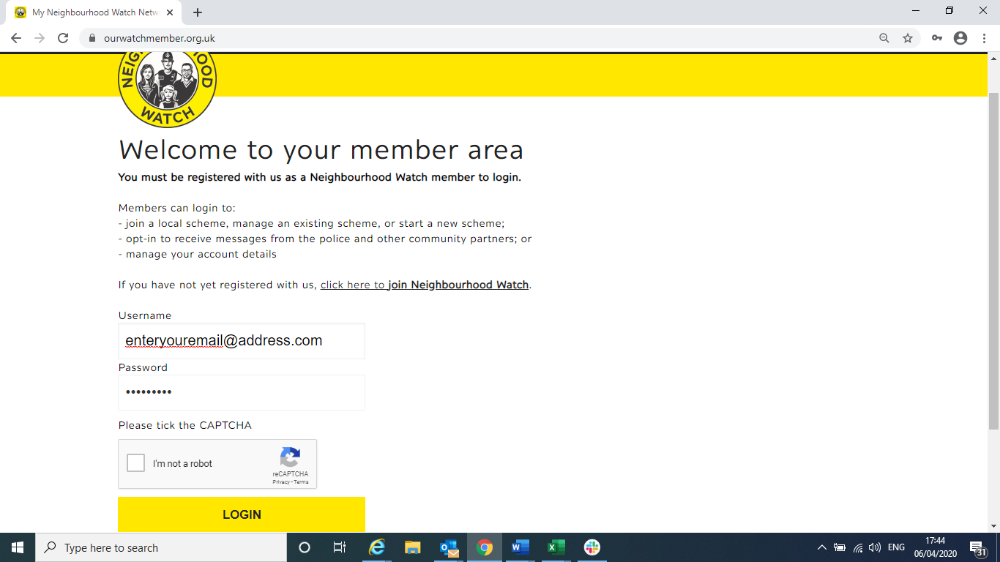 My Neighbourhood Watch Netw
ourwatchmember.org.uk
NEIG HOOD
WATCH
Welcome to your member area
You must be registered with us as a Neighbourhood Watch member to login.
Members can login to:
- join a local scheme, manage an existing scheme, or start a new scheme;
- opt-in to receive messages from the police and other community partners; or
- manage your account details
If you have not yet registered with us, click here to join Neighbourhood Watch.
Username
enteryouremail@address.com
Password
•••••••••
Please tick the CAPTCHA
I'm not a robot
reCAPTCHA
Privacy - Terms
LOGIN
Type here to search
ENG
17:44
06/04/2020
31